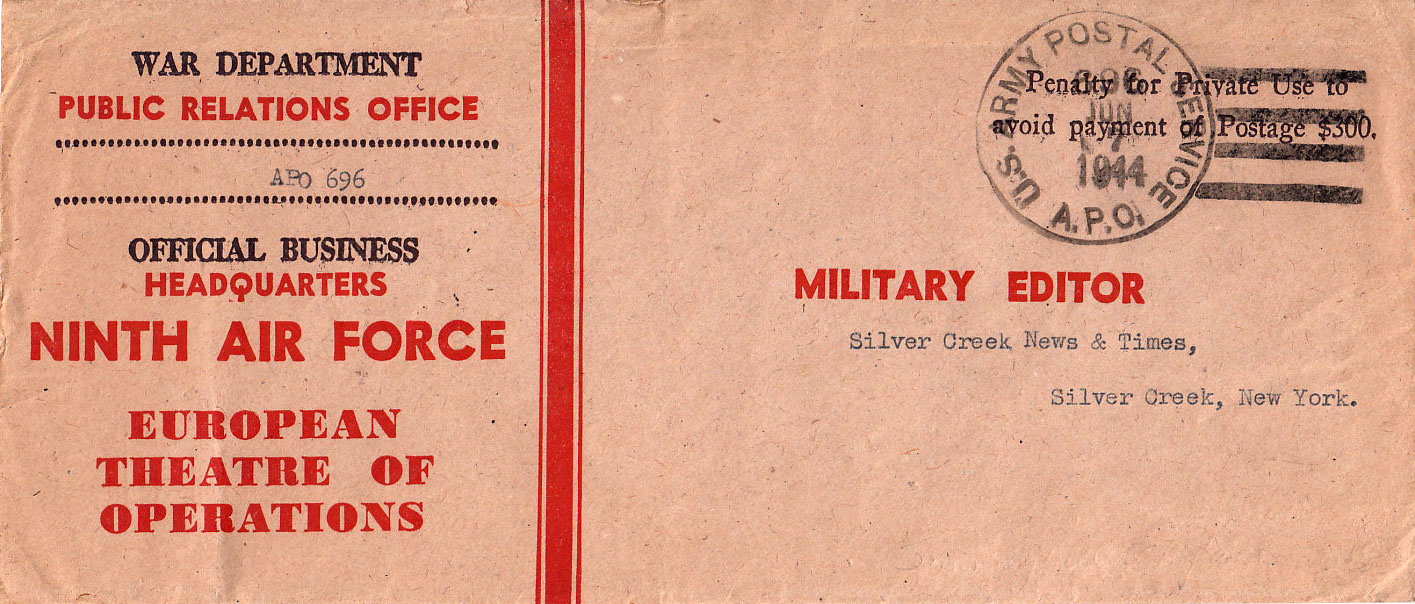 WAR DEPARTMENT
PUBLIC RELATIONS OFFICE
APO 696
OFFICIAL BUSINESS
HEADQUARTERS
NINTH AIR FORCE
EUROPEAN
THEATRE OF
OPERATIONS
U.S. ARMY POSTAL SERVICE
JUN
1944
A.P.O.
Penalty for Private Use to
avoid payment of Postage $300.
MILITARY EDITOR
Silver Creek News & Times,
Silver Creek, New York.